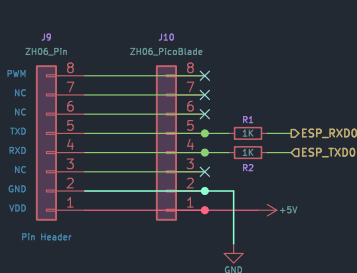 J9 J10
ZH06_Pin ZH06_PicoBlade
PWM 8 8
NC 7 7
NC 6 6 R1
TXD 5 5 1K ESP_RXD0
RXD 4 4 1K ESP_TXD0
NC 3 3 R2
GND 2 2
VDD 1 1 +5V
Pin Header
GND